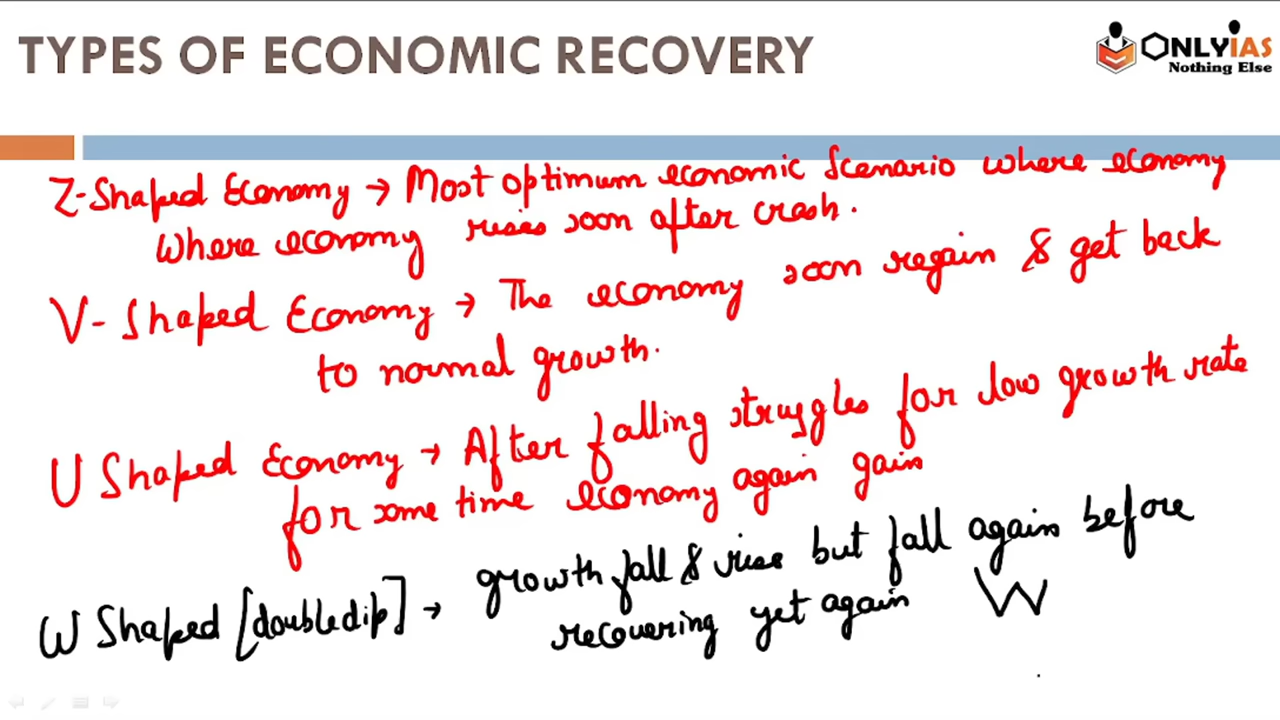 TYPES OF ECONOMIC RECOVERY
ONLYIAS
Nothing Else
Z-Shaped Economy → Most optimum economic Scenario where economy
where economy rises soon after crash.
V-Shaped Economy → The economy soon regain & get back
to normal growth.
U Shaped Economy → After falling struggles for low growth rate
for some time economy again gain
W Shaped [double dip] → growth fall & rise but fall again before
recovering yet again W